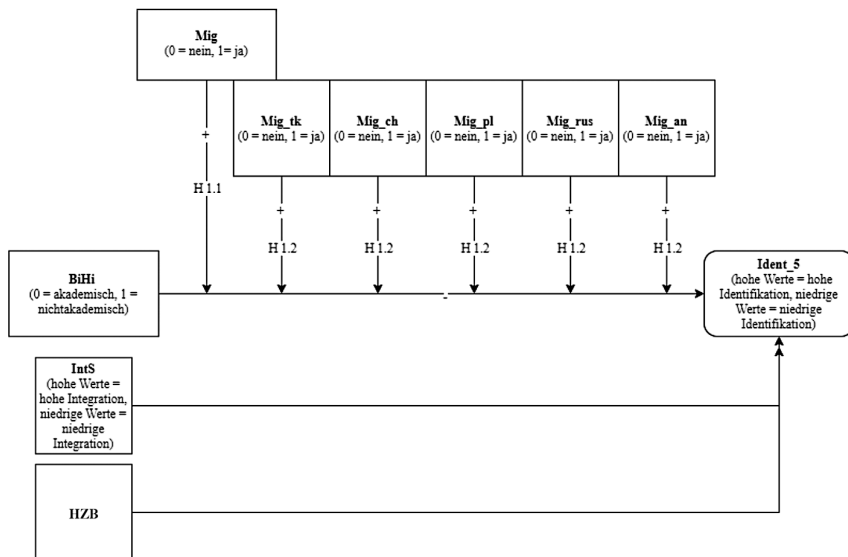 Mig
(0 = nein, 1= ja)
Mig_tk
(0 = nein, 1 = ja)
Mig_ch
(0 = nein, 1 = ja)
Mig_pl
(0 = nein, 1 = ja)
Mig_rus
(0 = nein, 1 = ja)
Mig_an
(0 = nein, 1 = ja)
+
H 1.1
+
H 1.2
+
H 1.2
+
H 1.2
+
H 1.2
+
H 1.2
BiHi
(0 = akademisch, 1 =
nichtakademisch)
-
Ident_5
(hohe Werte = hohe
Identifikation, niedrige
Werte = niedrige
Identifikation)
IntS
(hohe Werte =
hohe Integration,
niedrige Werte =
niedrige
Integration)
HZB